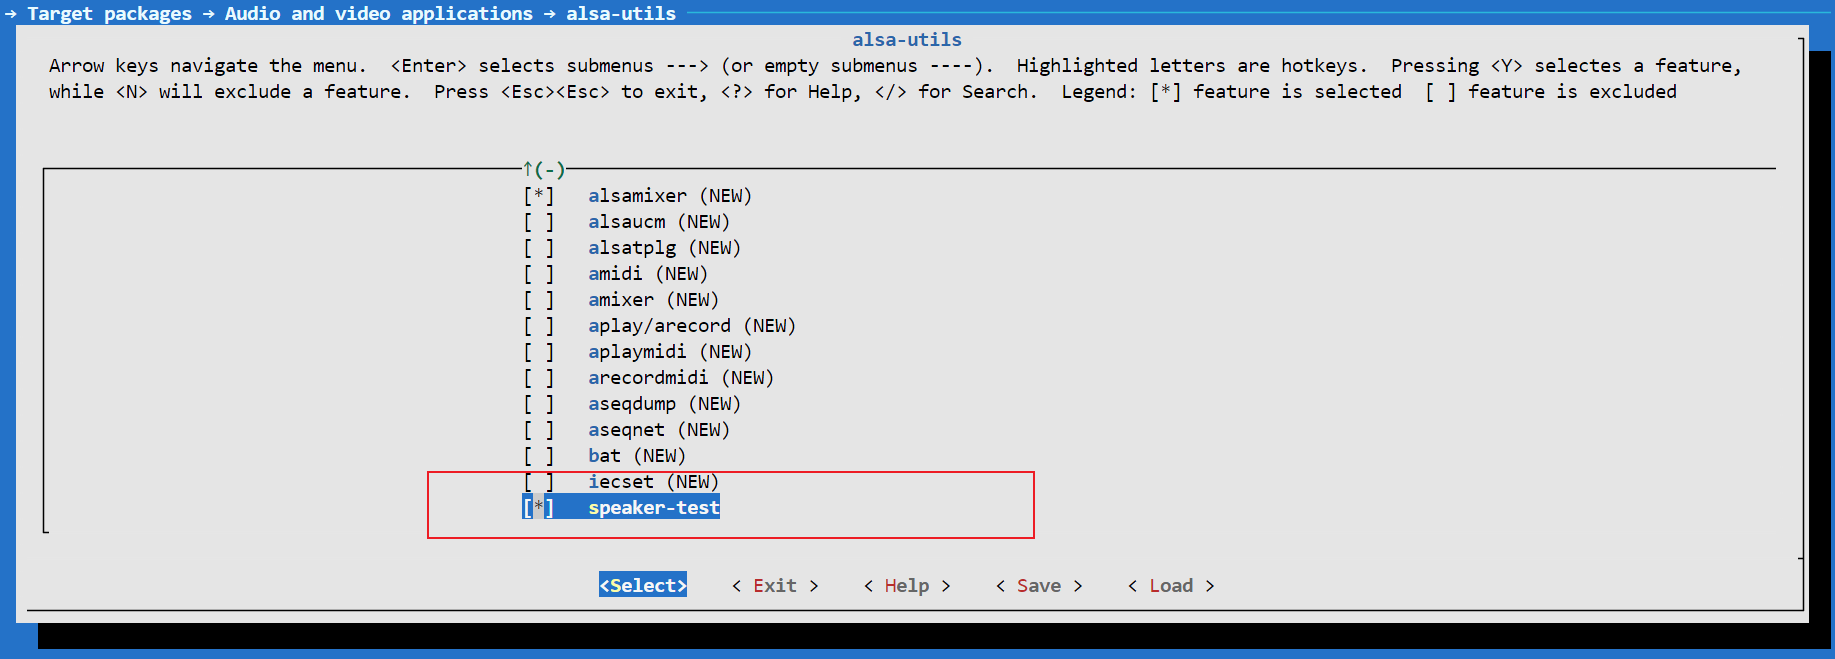 → Target packages → Audio and video applications → alsa-utils
alsa-utils
Arrow keys navigate the menu.  <Enter> selects submenus ---> (or empty submenus ----).  Highlighted letters are hotkeys.  Pressing <Y> selectes a feature,
while <N> will exclude a feature.  Press <Esc><Esc> to exit, <?> for Help, </> for Search.  Legend: [*] feature is selected  [ ] feature is excluded
↑(-)
[*]   alsamixer (NEW)
[ ]   alsaucm (NEW)
[ ]   alsatplg (NEW)
[ ]   amidi (NEW)
[ ]   amixer (NEW)
[ ]   aplay/arecord (NEW)
[ ]   aplaymidi (NEW)
[ ]   arecordmidi (NEW)
[ ]   aseqdump (NEW)
[ ]   aseqnet (NEW)
[ ]   bat (NEW)
[ ]   iecset (NEW)
[*]   speaker-test
<Select>    < Exit >    < Help >    < Save >    < Load >